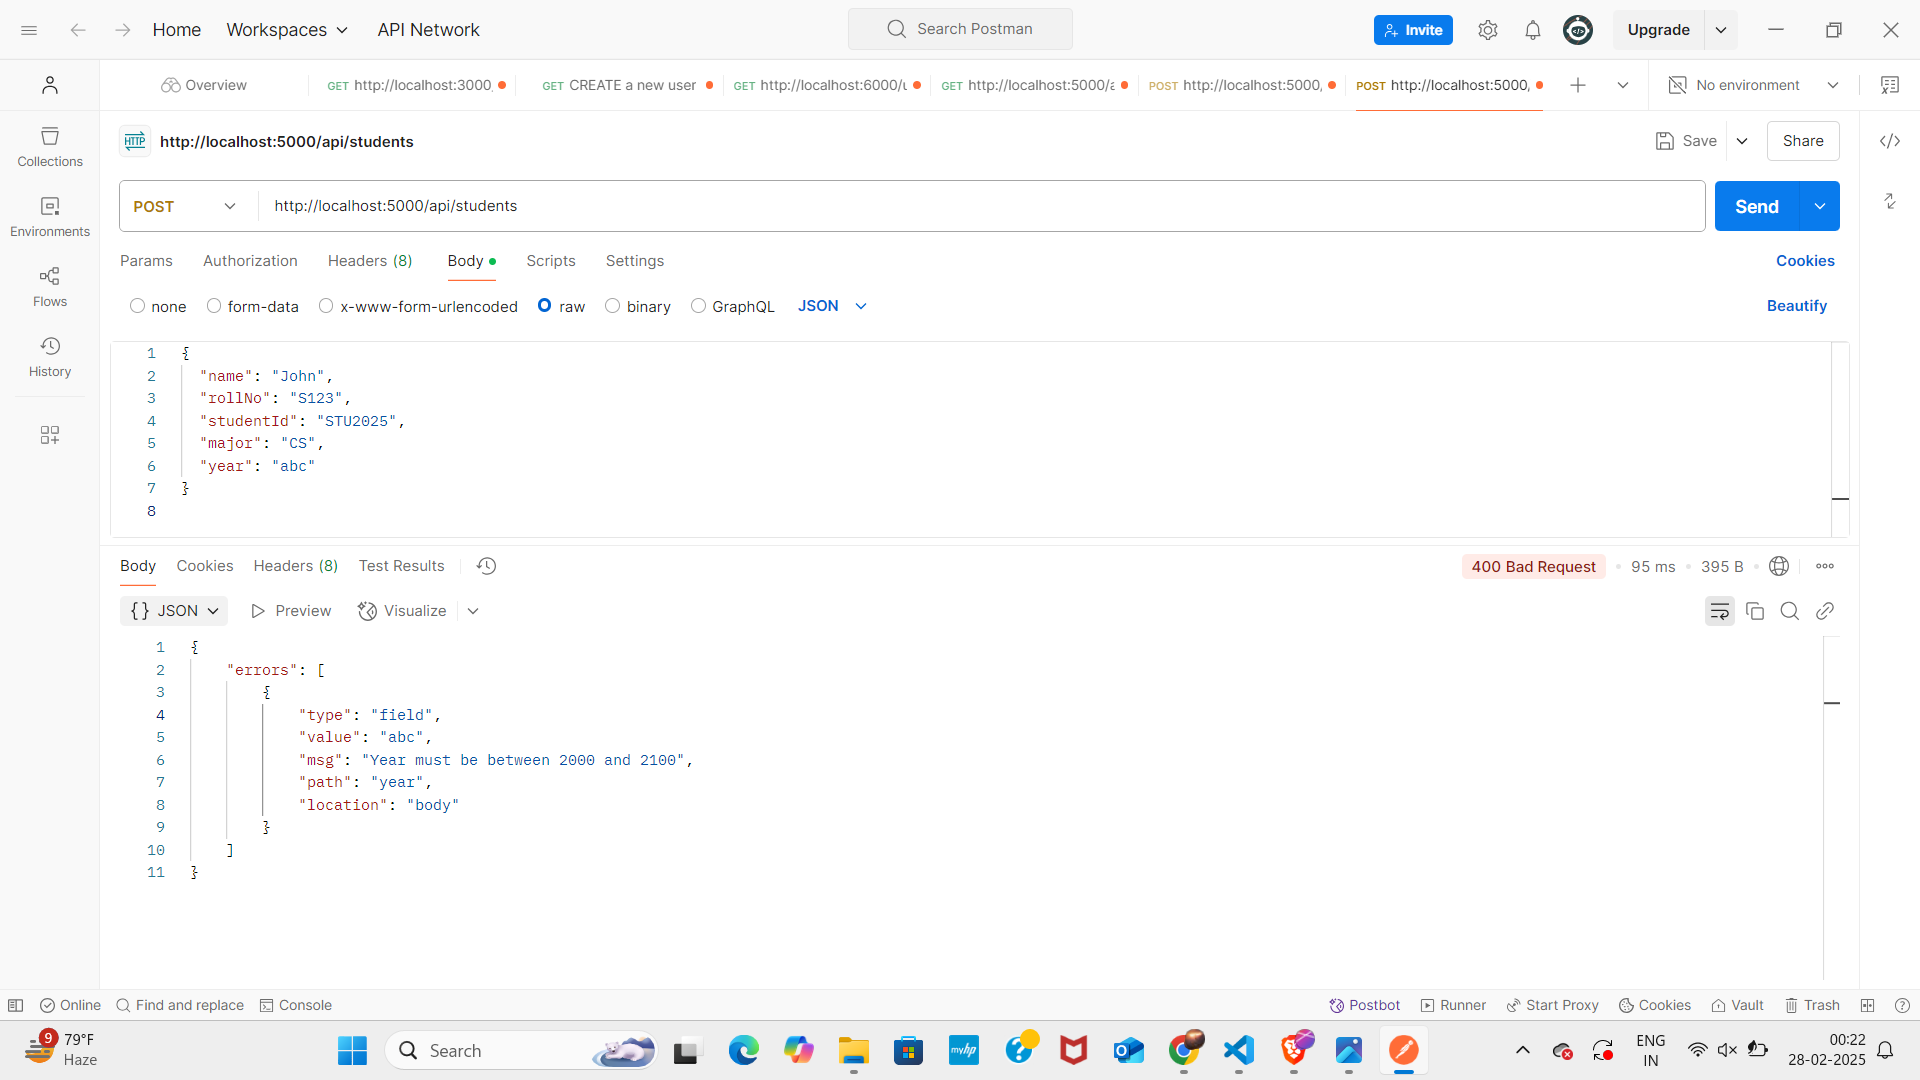 Home Workspaces API Network Search Postman Invite Upgrade
Overview GET http://localhost:3000 GET CREATE a new user GET http://localhost:6000/u GET http://localhost:5000/a POST http://localhost:5000, POST http://localhost:5000, No environment
HTTP http://localhost:5000/api/students Save Share
Collections
Environments
Flows
History
POST http://localhost:5000/api/students Send
Params Authorization Headers (8) Body Scripts Settings Cookies
none form-data x-www-form-urlencoded raw binary GraphQL JSON Beautify
1 {
2 "name": "John",
3 "rollNo": "S123",
4 "studentId": "STU2025",
5 "major": "CS",
6 "year": "abc"
7 }
8
Body Cookies Headers (8) Test Results 400 Bad Request 95 ms 395 B
{} JSON Preview Visualize
1 {
2 "errors": [
3 {
4 "type": "field",
5 "value": "abc",
6 "msg": "Year must be between 2000 and 2100",
7 "path": "year",
8 "location": "body"
9 }
10 ]
11 }
Online Find and replace Console Postbot Runner Start Proxy Cookies Vault Trash
9 79°F
Haze
Search
myhp
ENG
IN
00:22
28-02-2025